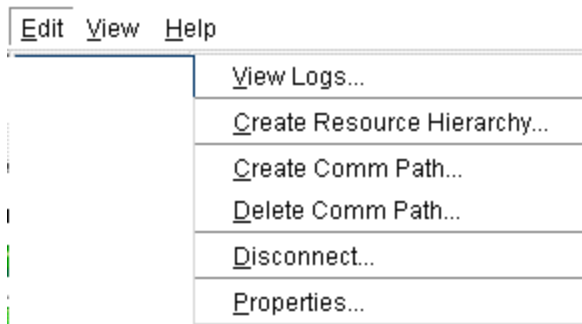 Edit View Help
View Logs...
Create Resource Hierarchy...
Create Comm Path...
Delete Comm Path...
Disconnect...
Properties...